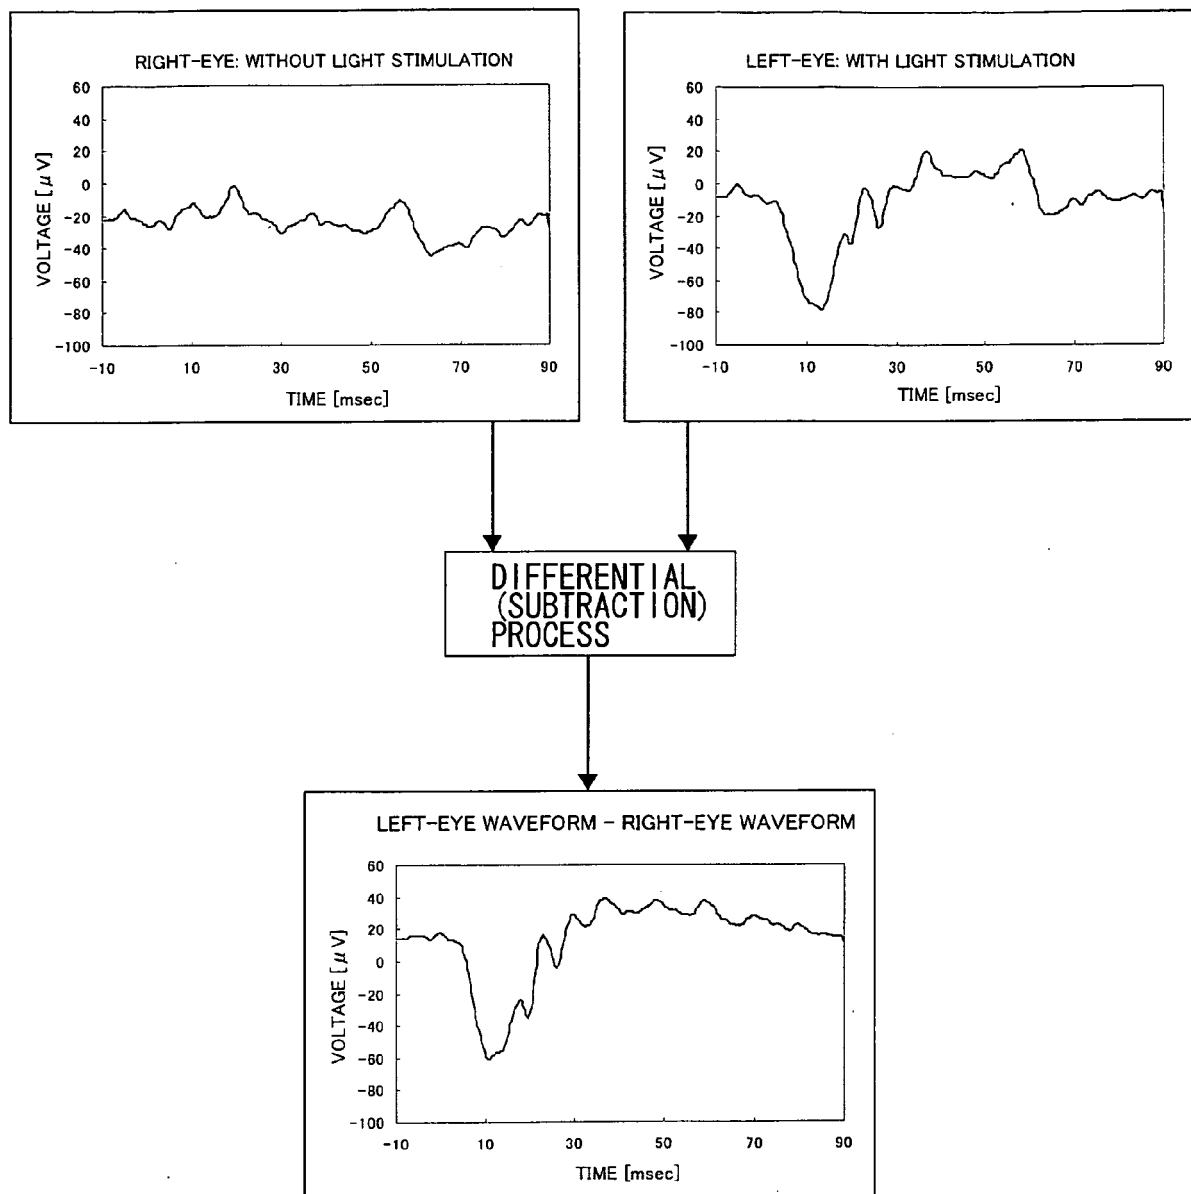 RIGHT-EYE: WITHOUT LIGHT STIMULATION
60
40
20
0
-20
-40
-60
-80
-100
VOLTAGE [μV]
-10 10 30 50 70 90
TIME [msec]
LEFT-EYE: WITH LIGHT STIMULATION
60
40
20
0
-20
-40
-60
-80
-100
VOLTAGE [μV]
-10 10 30 50 70 90
TIME [msec]
DIFFERENTIAL
(SUBTRACTION)
PROCESS
LEFT-EYE WAVEFORM - RIGHT-EYE WAVEFORM
60
40
20
0
-20
-40
-60
-80
-100
VOLTAGE [μV]
-10 10 30 50 70 90
TIME [msec]